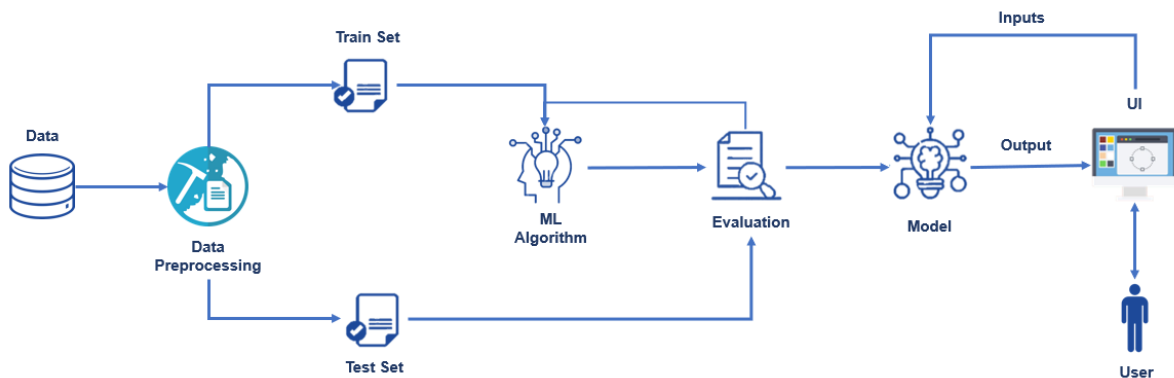 Inputs
Train Set
UI
Data
Output
ML
Algorithm
Evaluation
Model
Data
Preprocessing
Test Set
User